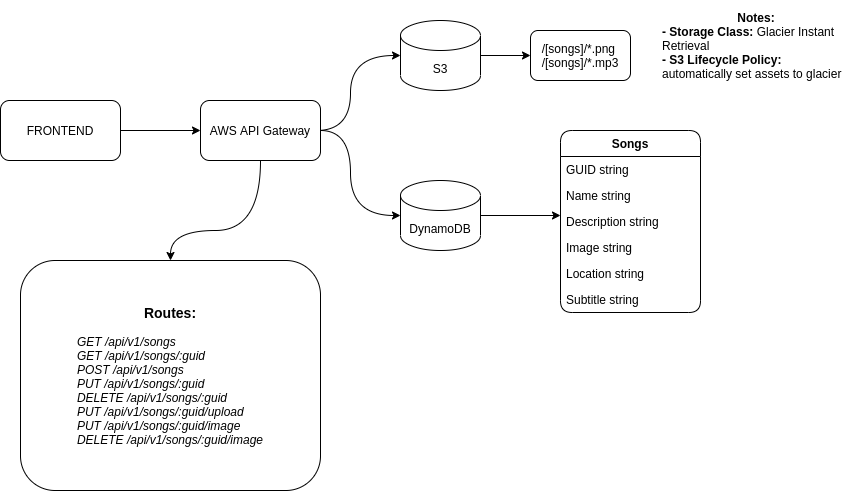 Notes:
- Storage Class: Glacier Instant
Retrieval
- S3 Lifecycle Policy:
automatically set assets to glacier
S3
/[songs]/*.png
/[songs]/*.mp3
FRONTEND
AWS API Gateway
DynamoDB
Songs
GUID string
Name string
Description string
Image string
Location string
Subtitle string
Routes:
GET /api/v1/songs
GET /api/v1/songs/:guid
POST /api/v1/songs
PUT /api/v1/songs/:guid
DELETE /api/v1/songs/:guid
PUT /api/v1/songs/:guid/upload
PUT /api/v1/songs/:guid/image
DELETE /api/v1/songs/:guid/image